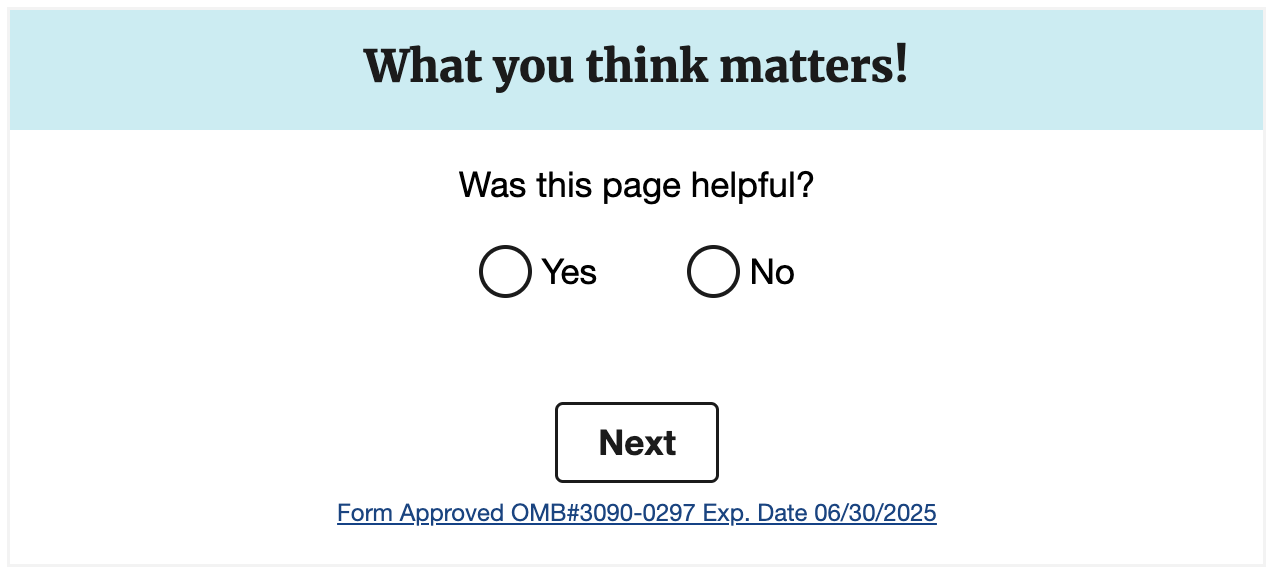 What you think matters!
Was this page helpful?
Yes No
Next
Form Approved OMB#3090-0297 Exp. Date 06/30/2025